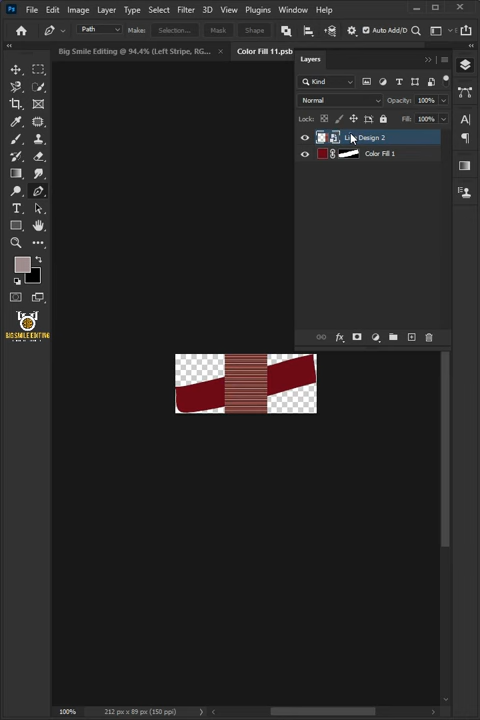 Ps File Edit Image Layer Type Select Filter 3D View Plugins Window Help
Path Make: Selection... Mask Shape Auto Add/D
Big Smile Editing @ 94.4% (Left Stripe, RG... × Color Fill 11.psb
Layers
Kind
Normal Opacity: 100%
Lock: Fill: 100%
Design 2
Color Fill 1
BIG SMILE EDITING
100% 212 px x 89 px (150 ppi)